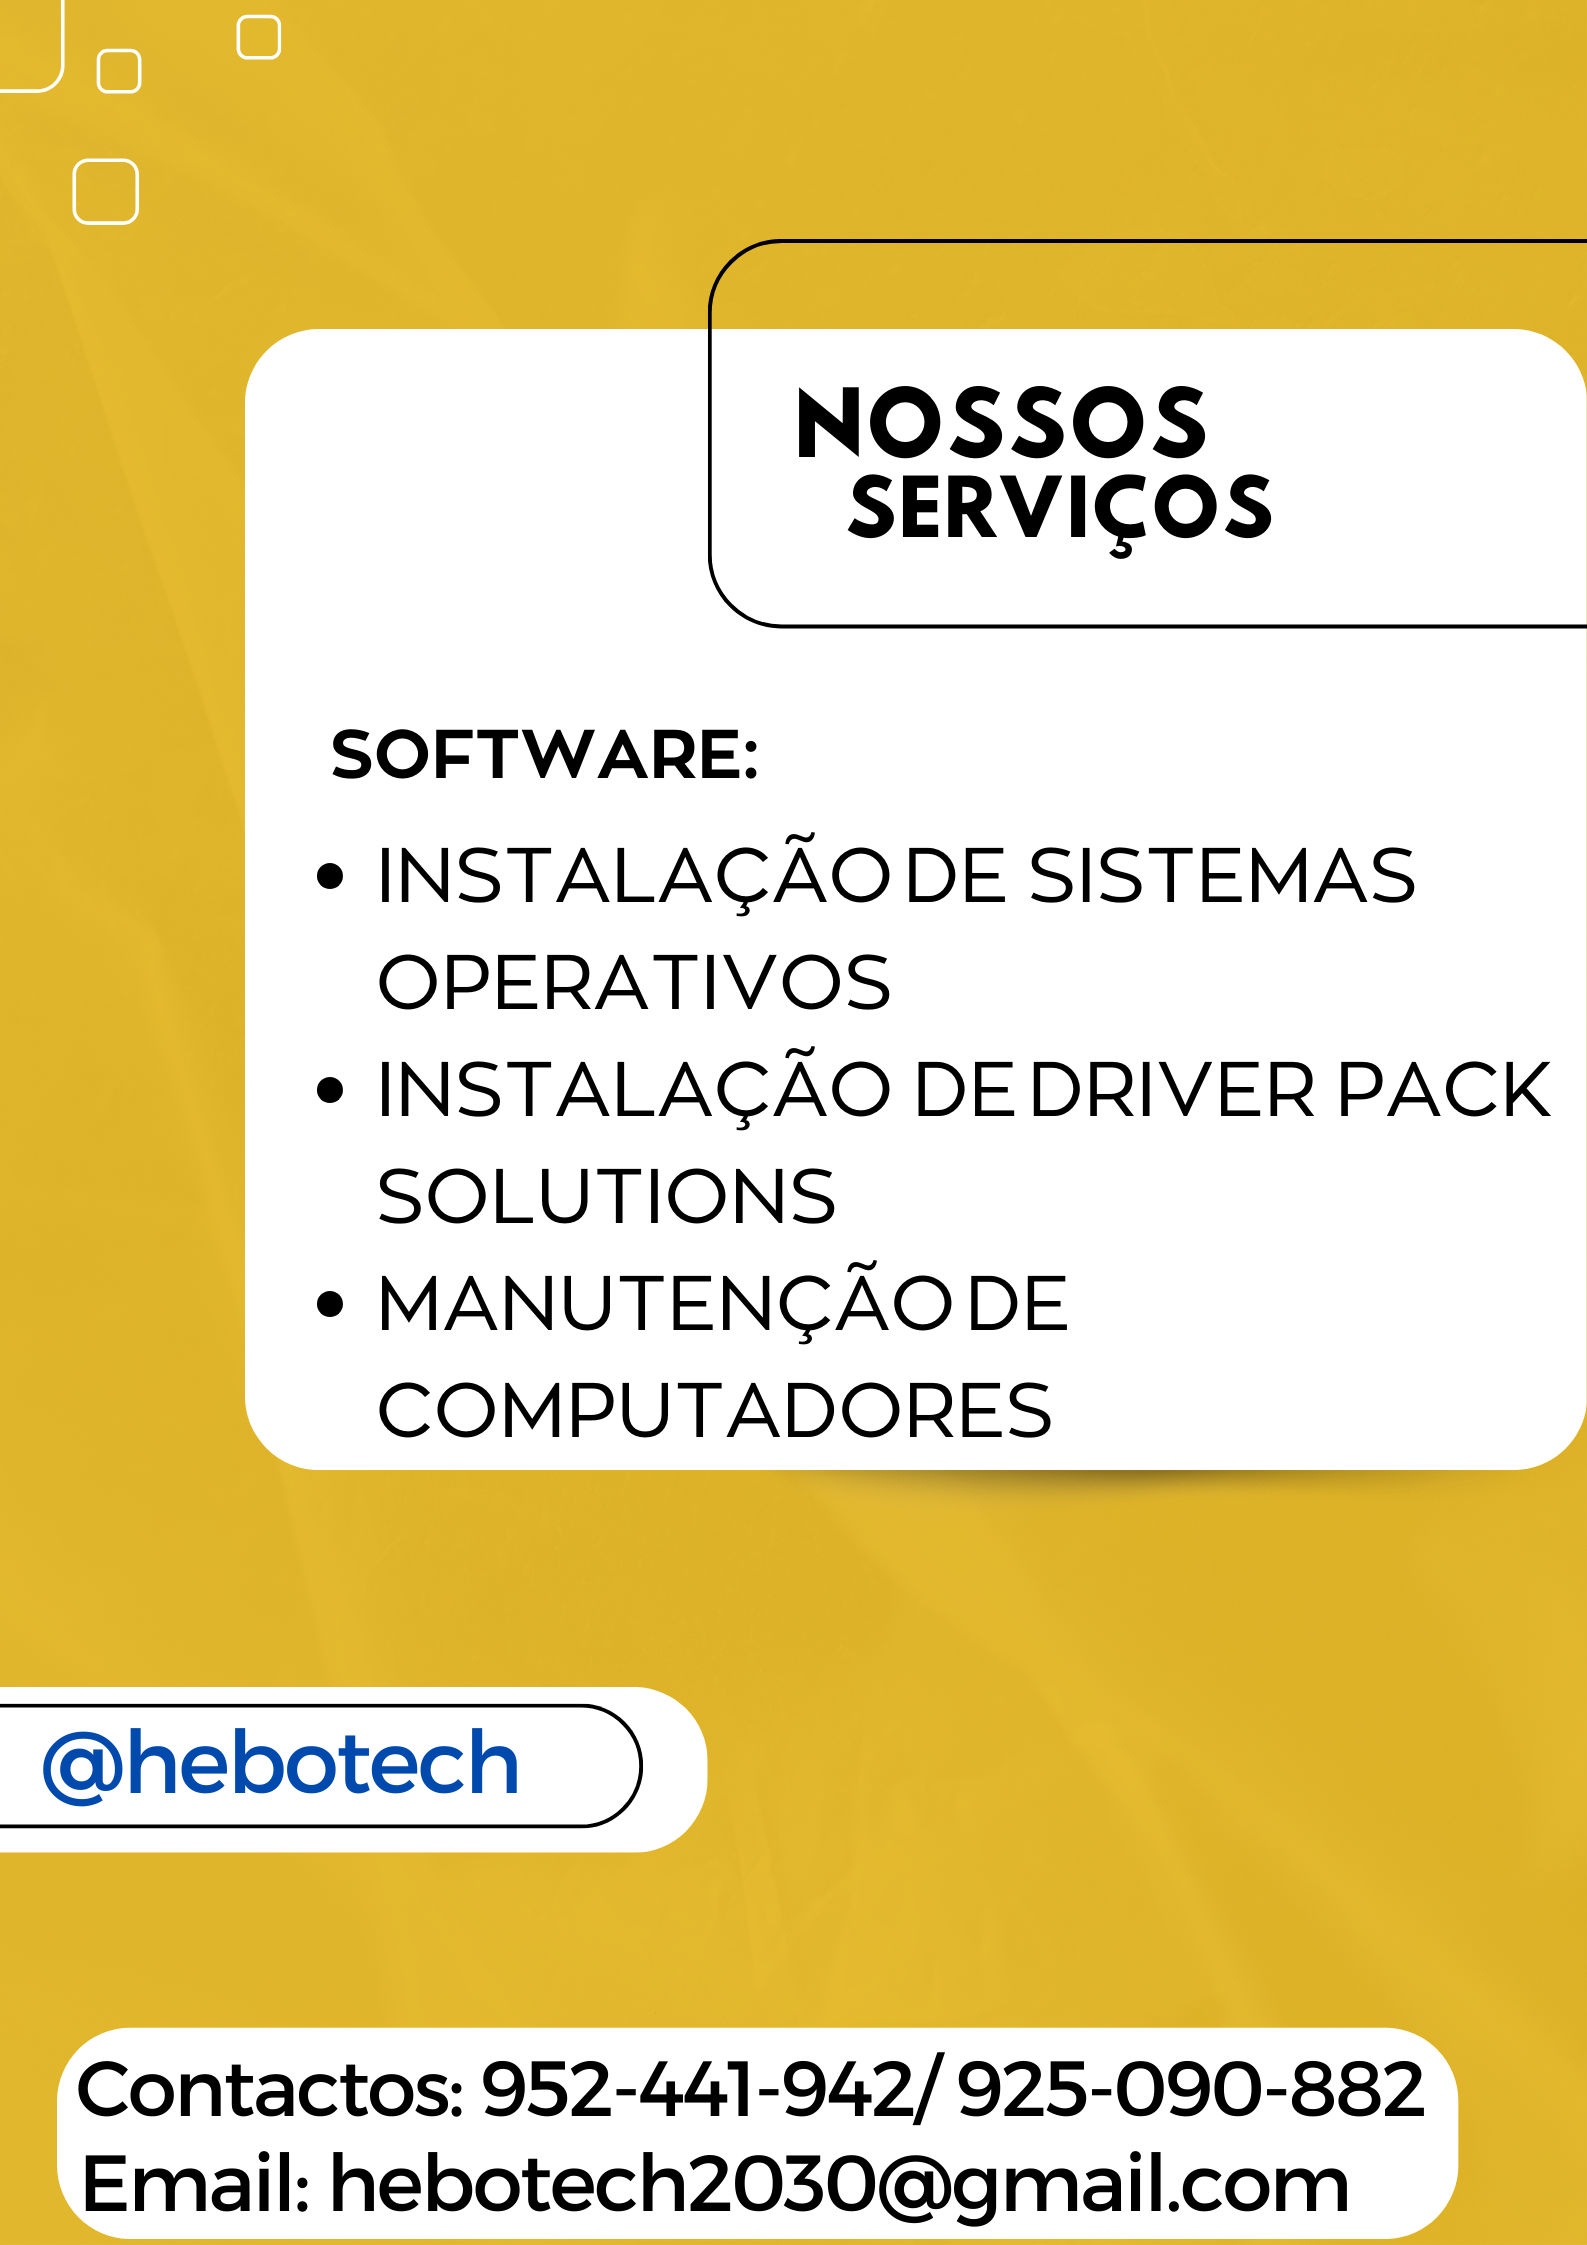 NOSSOS
SERVIÇOS
SOFTWARE:
• INSTALAÇÃO DE SISTEMAS
OPERATIVOS
• INSTALAÇÃO DE DRIVER PACK
SOLUTIONS
• MANUTENÇÃO DE
COMPUTADORES
@hebotech
Contactos: 952-441-942/ 925-090-882
Email: hebotech2030@gmail.com